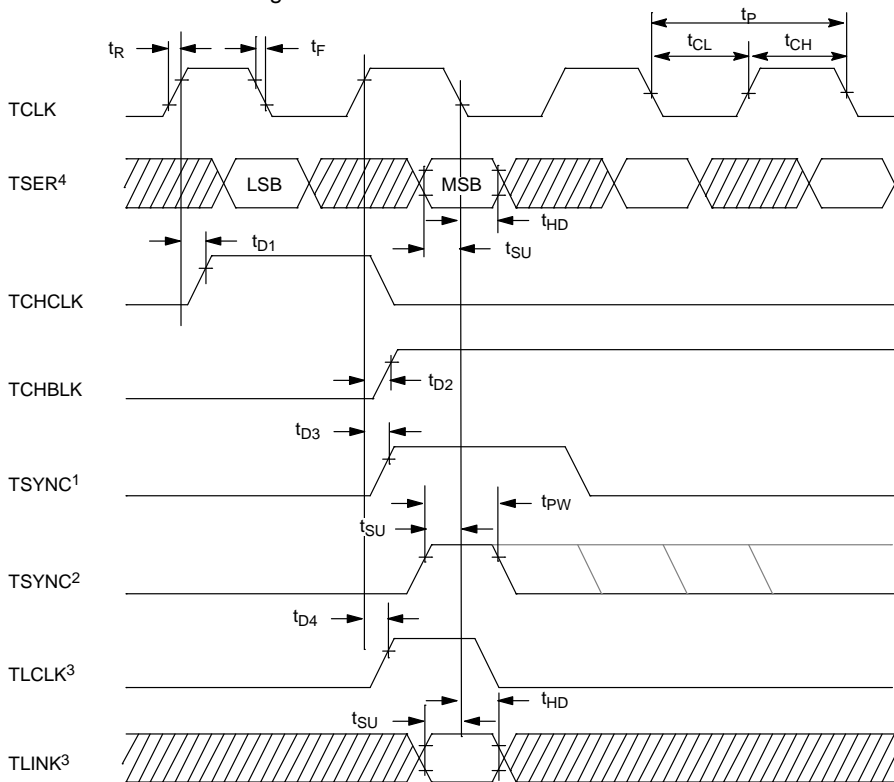 tP
tR
tF
tCL
tCH
TCLK
TSER4
LSB
MSB
tHD
tD1
tSU
TCHCLK
TCHBLK
tD2
tD3
TSYNC1
tPW
tSU
TSYNC2
tD4
TLCLK3
tHD
tSU
TLINK3